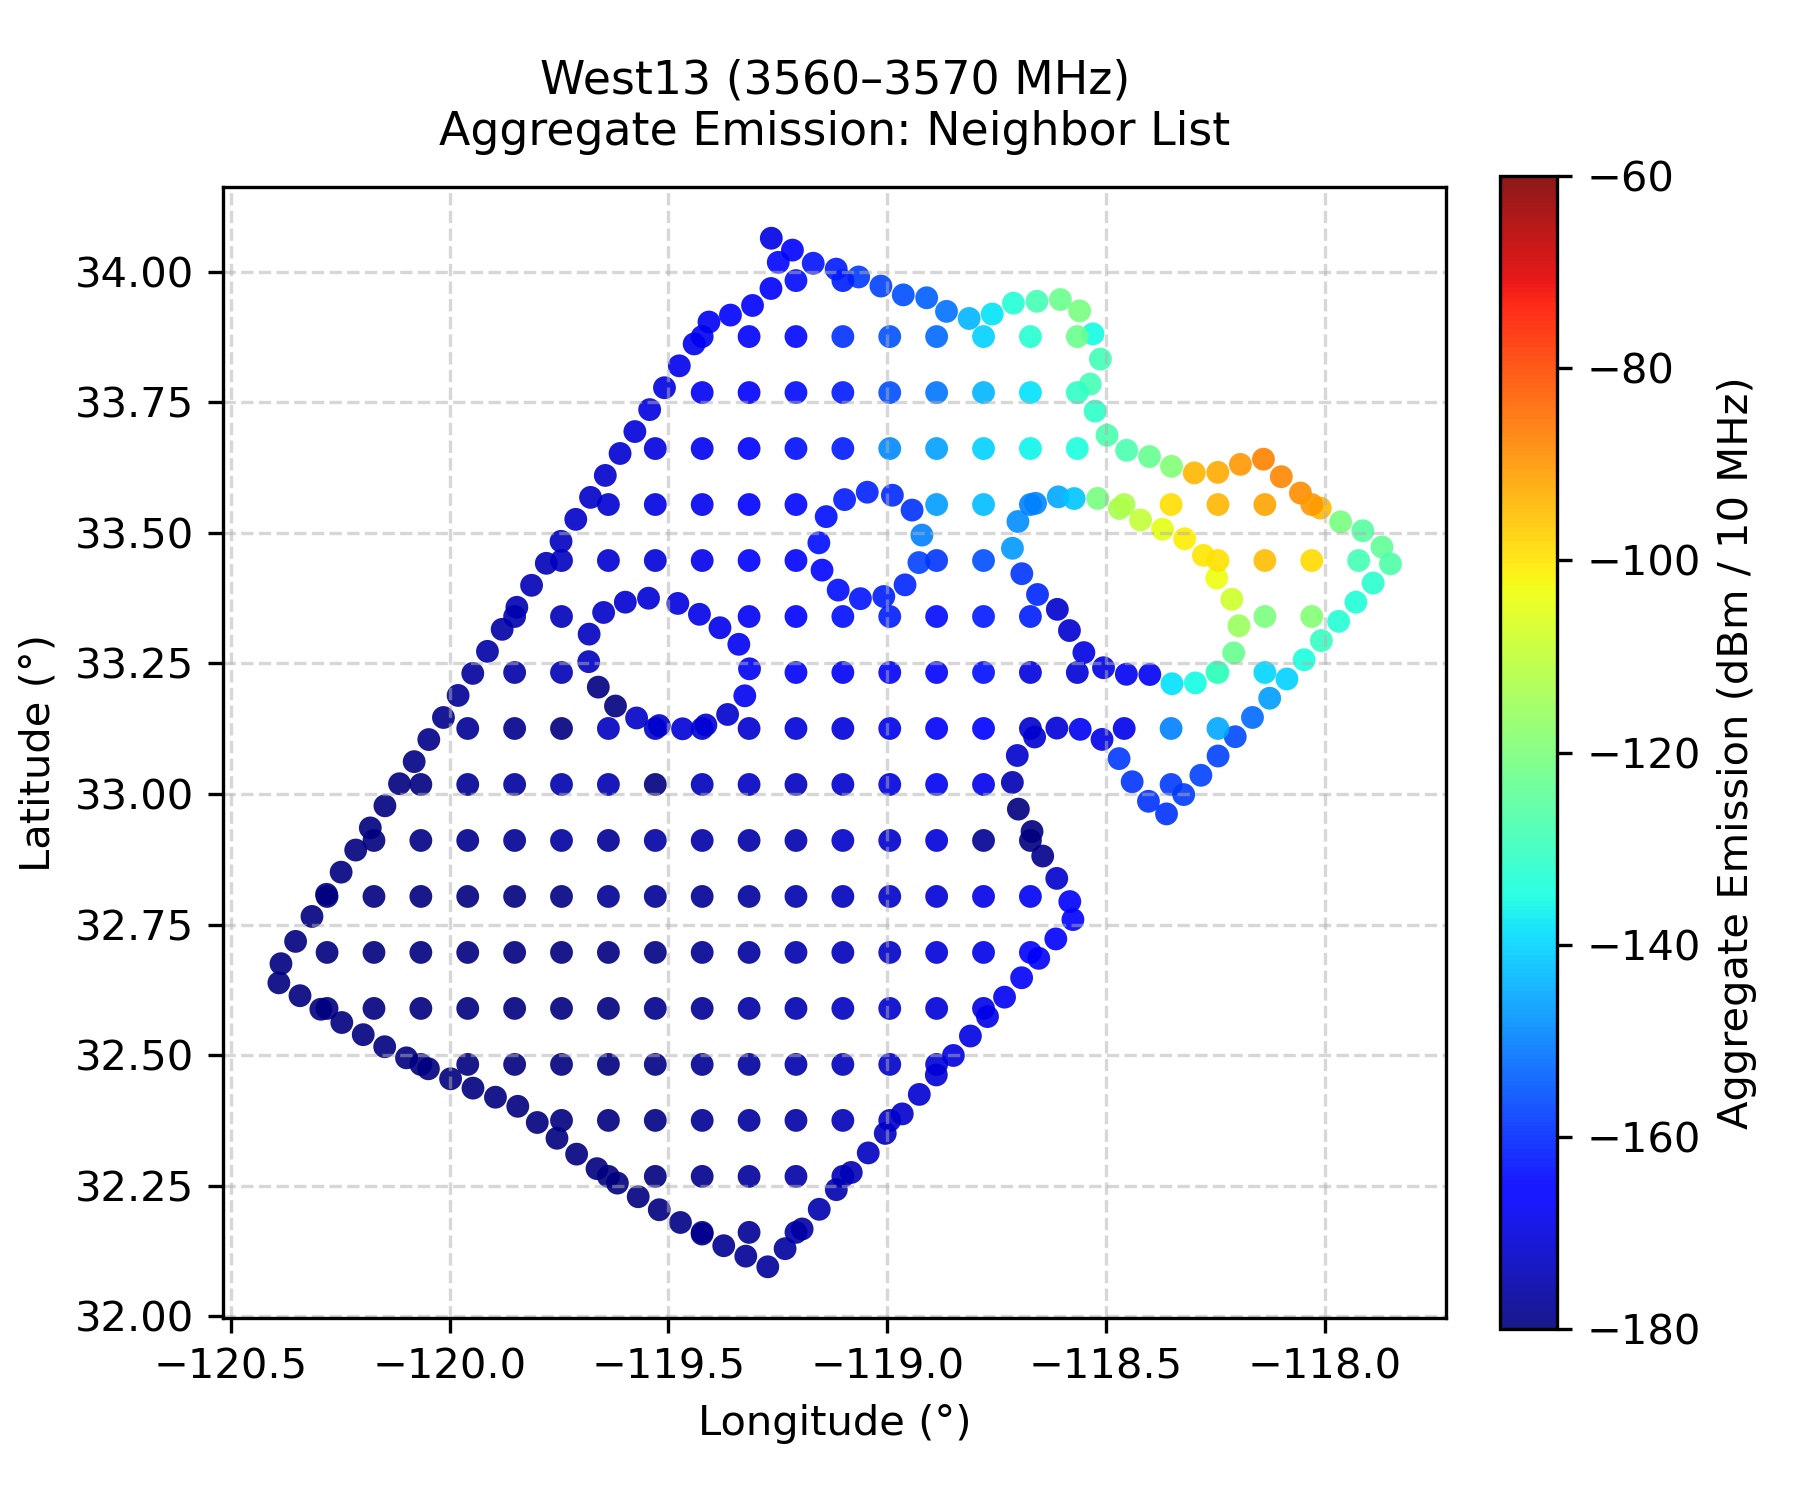 West13 (3560–3570 MHz)
Aggregate Emission: Neighbor List
34.00
33.75
33.50
33.25
33.00
32.75
32.50
32.25
32.00
Latitude (°)
−120.5 −120.0 −119.5 −119.0 −118.5 −118.0
Longitude (°)
−60
−80
−100
−120
−140
−160
−180
Aggregate Emission (dBm / 10 MHz)